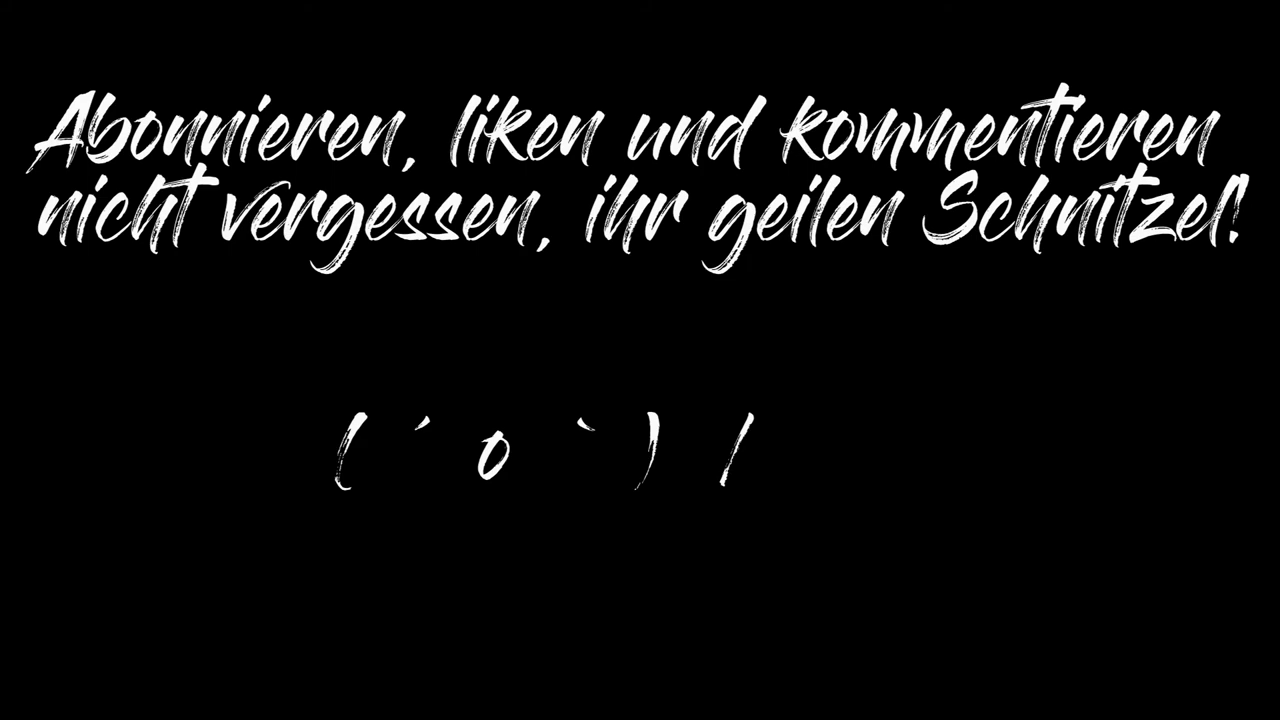 Abonnieren, liken und kommentieren
nicht vergessen, ihr geilen Schnitzel!
( ´ o ` ) /